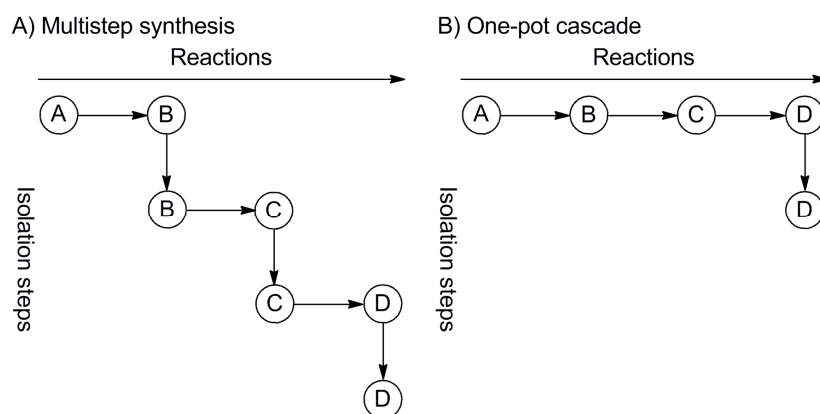 A) Multistep synthesis
Reactions
A
B
B
C
C
D
D
Isolation steps
B) One-pot cascade
Reactions
A
B
C
D
D
Isolation steps